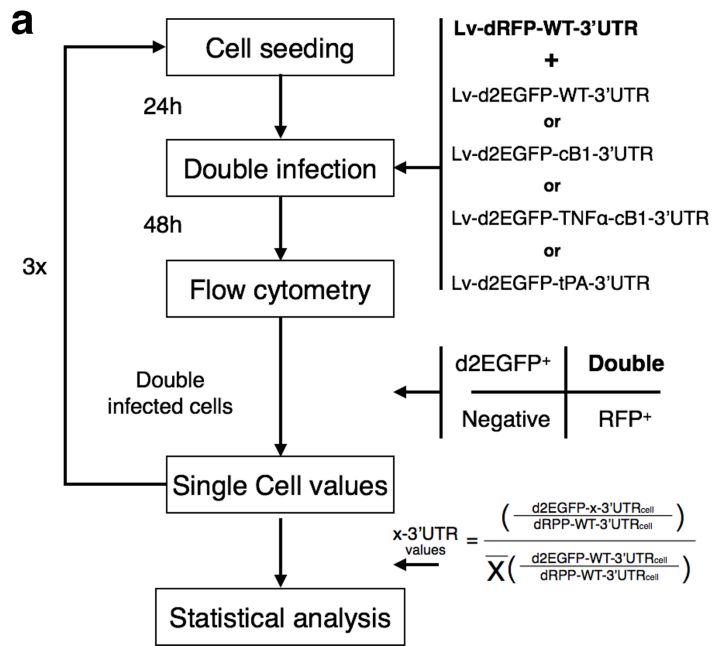 a
Cell seeding
24h
Double infection
48h
Flow cytometry
3x
Double
infected cells
Single Cell values
Statistical analysis
Lv-dRFP-WT-3’UTR
+
Lv-d2EGFP-WT-3’UTR
or
Lv-d2EGFP-cB1-3’UTR
or
Lv-d2EGFP-TNFα-cB1-3’UTR
or
Lv-d2EGFP-tPA-3’UTR
d2EGFP+ Double
Negative RFP+
x-3’UTR
values
=
( d2EGFP-x-3’UTRcell
dRPP-WT-3’UTRcell )
X ( d2EGFP-WT-3’UTRcell
dRPP-WT-3’UTRcell )